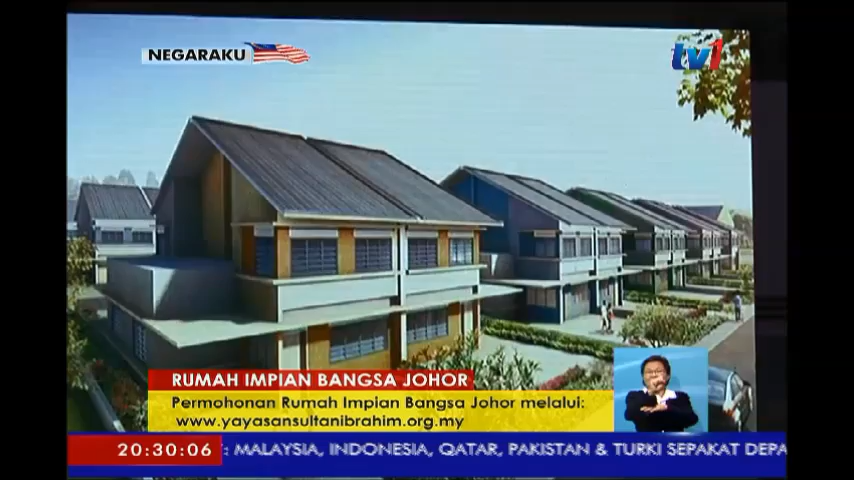 NEGARAKU
tv1
RUMAH IMPIAN BANGSA JOHOR
Permohonan Rumah Impian Bangsa Johor melalui:
www.yayasansultanibrahim.org.my
20:30:06 : MALAYSIA, INDONESIA, QATAR, PAKISTAN & TURKI SEPAKAT DEPA